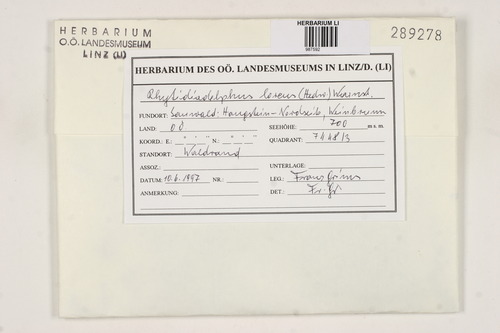 HERBARIUM
O.Ö. LANDESMUSEUM
LINZ (LI)
HERBARIUM LI
987592
289278
HERBARIUM DES OÖ. LANDESMUSEUMS IN LINZ/D. (LI)
Rhytidiadelphus loreus (Hedw.) Warnst.
FUNDORT: Sauwald: Haugstein-Nordseite,
LAND: OÖ SEEHÖHE: 700 m s. m.
KOORD. E.: ° ' " N.: ° ' " QUADRANT: 7448/3
STANDORT: Waldrand
ASSOZ.: UNTERLAGE:
DATUM: 10.6.1997 NR.: LEG.: Franz Grims
ANMERKUNG: DET.: Fr. Gr.